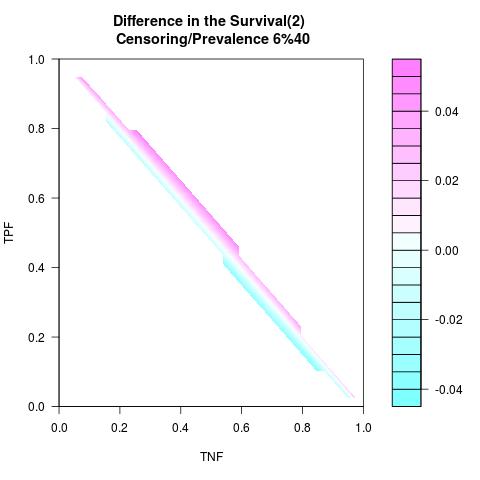 Difference in the Survival(2)
Censoring/Prevalence 6%40
1.0
0.8
0.6
0.4
0.2
0.0
TPF
0.0 0.2 0.4 0.6 0.8 1.0
TNF
0.04
0.02
0.00
-0.02
-0.04